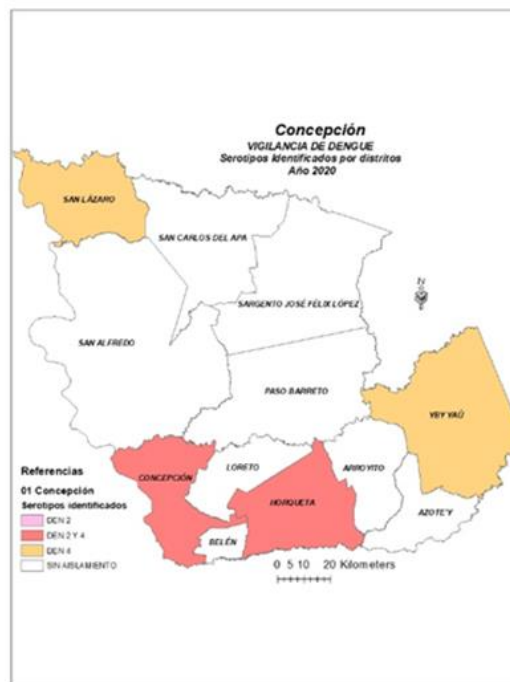 Concepción
VIGILANCIA DE DENGUE
Serotipos Identificados por distritos
Año 2020
SAN LÁZARO
SAN CARLOS DEL APA
N
SARGENTO JOSÉ FÉLIX LÓPEZ
SAN ALFREDO
PASO BARRETO
YBY YAÚ
Referencias
01 Concepción
Serotipos identificados
DEN 2
DEN 2 Y 4
DEN 4
SIN AISLAMIENTO
CONCEPCIÓN
LORETO
ARROYITO
HORQUETA
AZOTE'Y
BELÉN
0 5 10 20 Kilometers